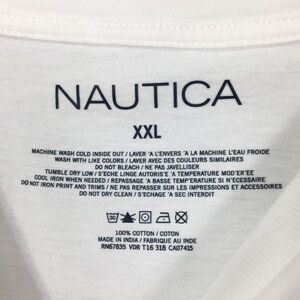 NAUTICA
XXL
MACHINE WASH COLD INSIDE OUT / LAVER 'A L'ENVERS 'A LA MACHINE L'EAU FROIDE
WASH WITH LIKE COLORS / LAVER AVEC DES COULEURS SIMILAIRES
DO NOT BLEACH / NE PAS JAVELLISER
TUMBLE DRY LOW / S'ECHE LINGE AUTORIS'E 'A TEMPERATURE MOD'ER'EE
COOL IRON WHEN NEEDED / REPASSAGE 'A BASSE TEMPERATURE SI N'ECESSAIRE
DO NOT IRON PRINT AND TRIMS / NE PAS REPASSER SUR LES IMPRESSIONS ET ACCESSOIRES
DO NOT DRY CLEAN / S'ECHAGE 'A SEC INTERDIT
100% COTTON / COTON
MADE IN INDIA / FABRIQUE AU INDE
RN67835 VDR T16 318 CA07415